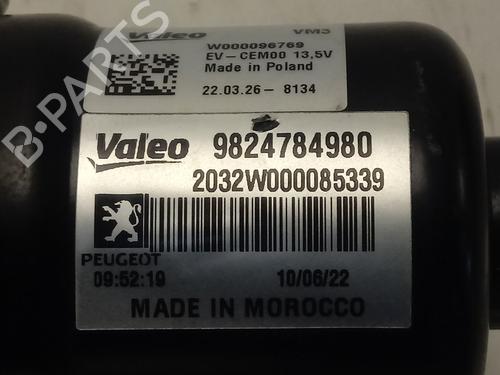 Valeo VM3
W000096769
EV-CEM00 13,5V
Made in Poland
22.03.26- 8134
Valeo 9824784980
2032W000085339
PEUGEOT
09:52:19 10/06/22
MADE IN MOROCCO
B-PARTS